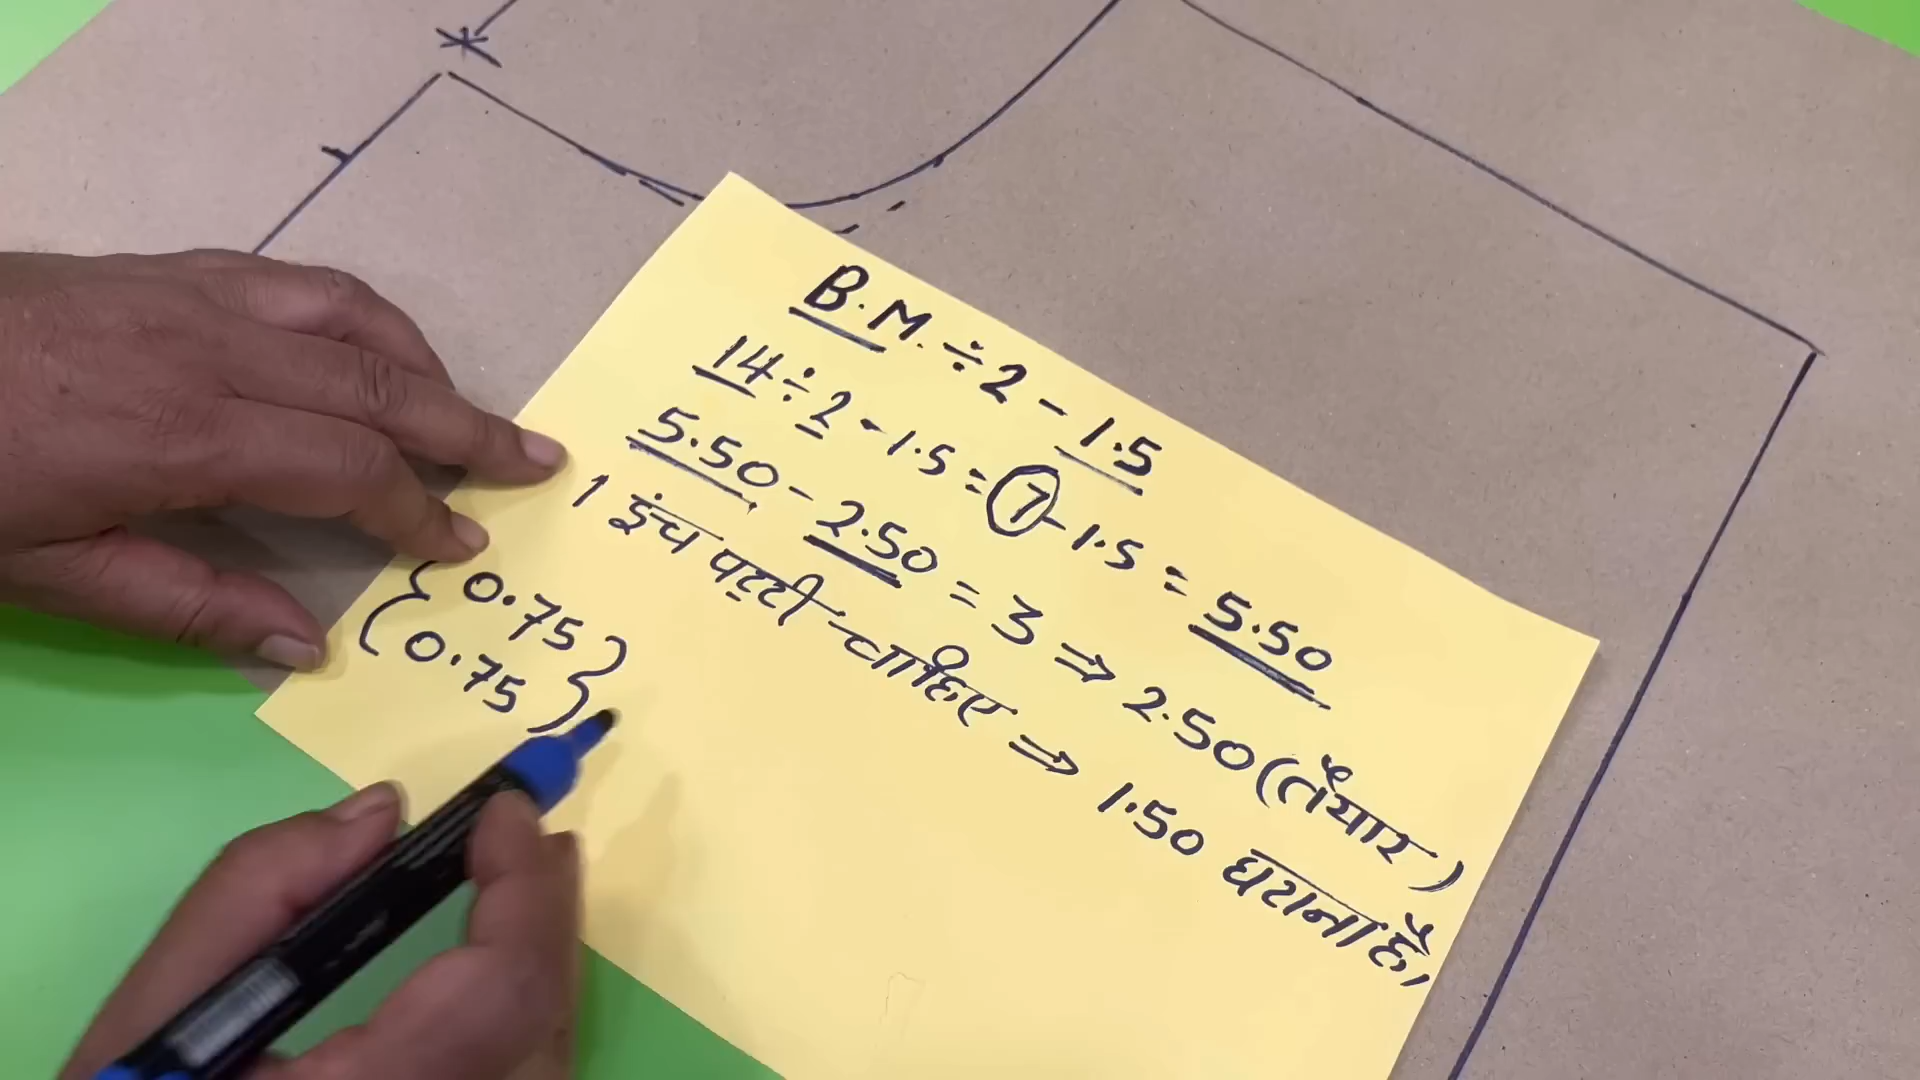 B.M. ÷ 2 - 1.5
14 ÷ 2 - 1.5 = 7 - 1.5 = 5.50
5.50 - 2.50 = 3 ⇒ 2.50 (तैयार)
1 इंच पट्टी चाहिए ⇒ 1.50 घटाना है,
{ 0.75
0.75 }